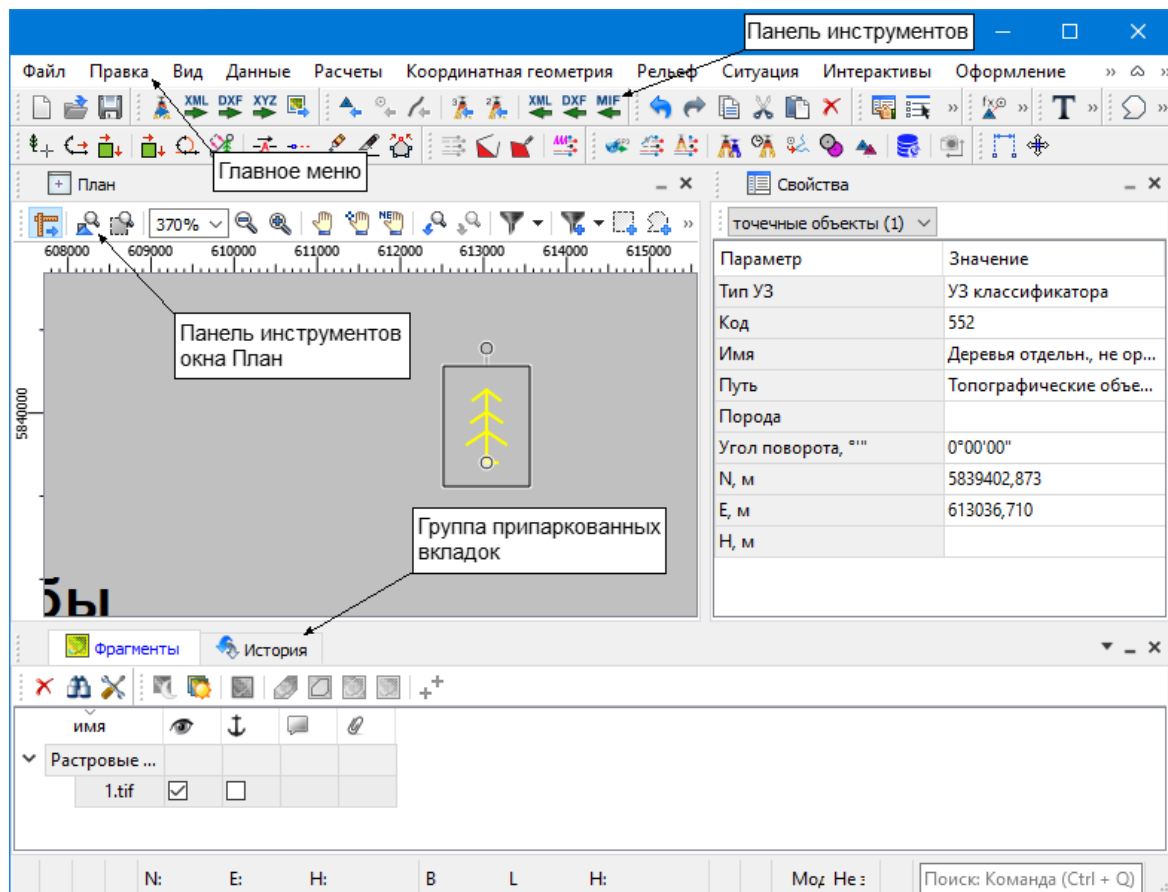 Панель инструментов
Файл Правка Вид Данные Расчеты Координатная геометрия Рельеф Ситуация Интерактивы Оформление
XML DXF XYZ XML DXF MIF
Главное меню
План
370%
NEW
608000 609000 610000 611000 612000 613000 614000 615000
Панель инструментов
окна План
5840000
Группа припаркованных
вкладок
бы
Свойства
точечные объекты (1)
Параметр Значение
Тип УЗ УЗ классификатора
Код 552
Имя Деревья отдельн., не ор...
Путь Топографические объе...
Порода
Угол поворота, °'" 0°00'00"
N, м 5839402,873
E, м 613036,710
H, м
Фрагменты История
имя
Растровые ...
1.tif
N: E: H: B L H: Не
Поиск: Команда (Ctrl + Q)